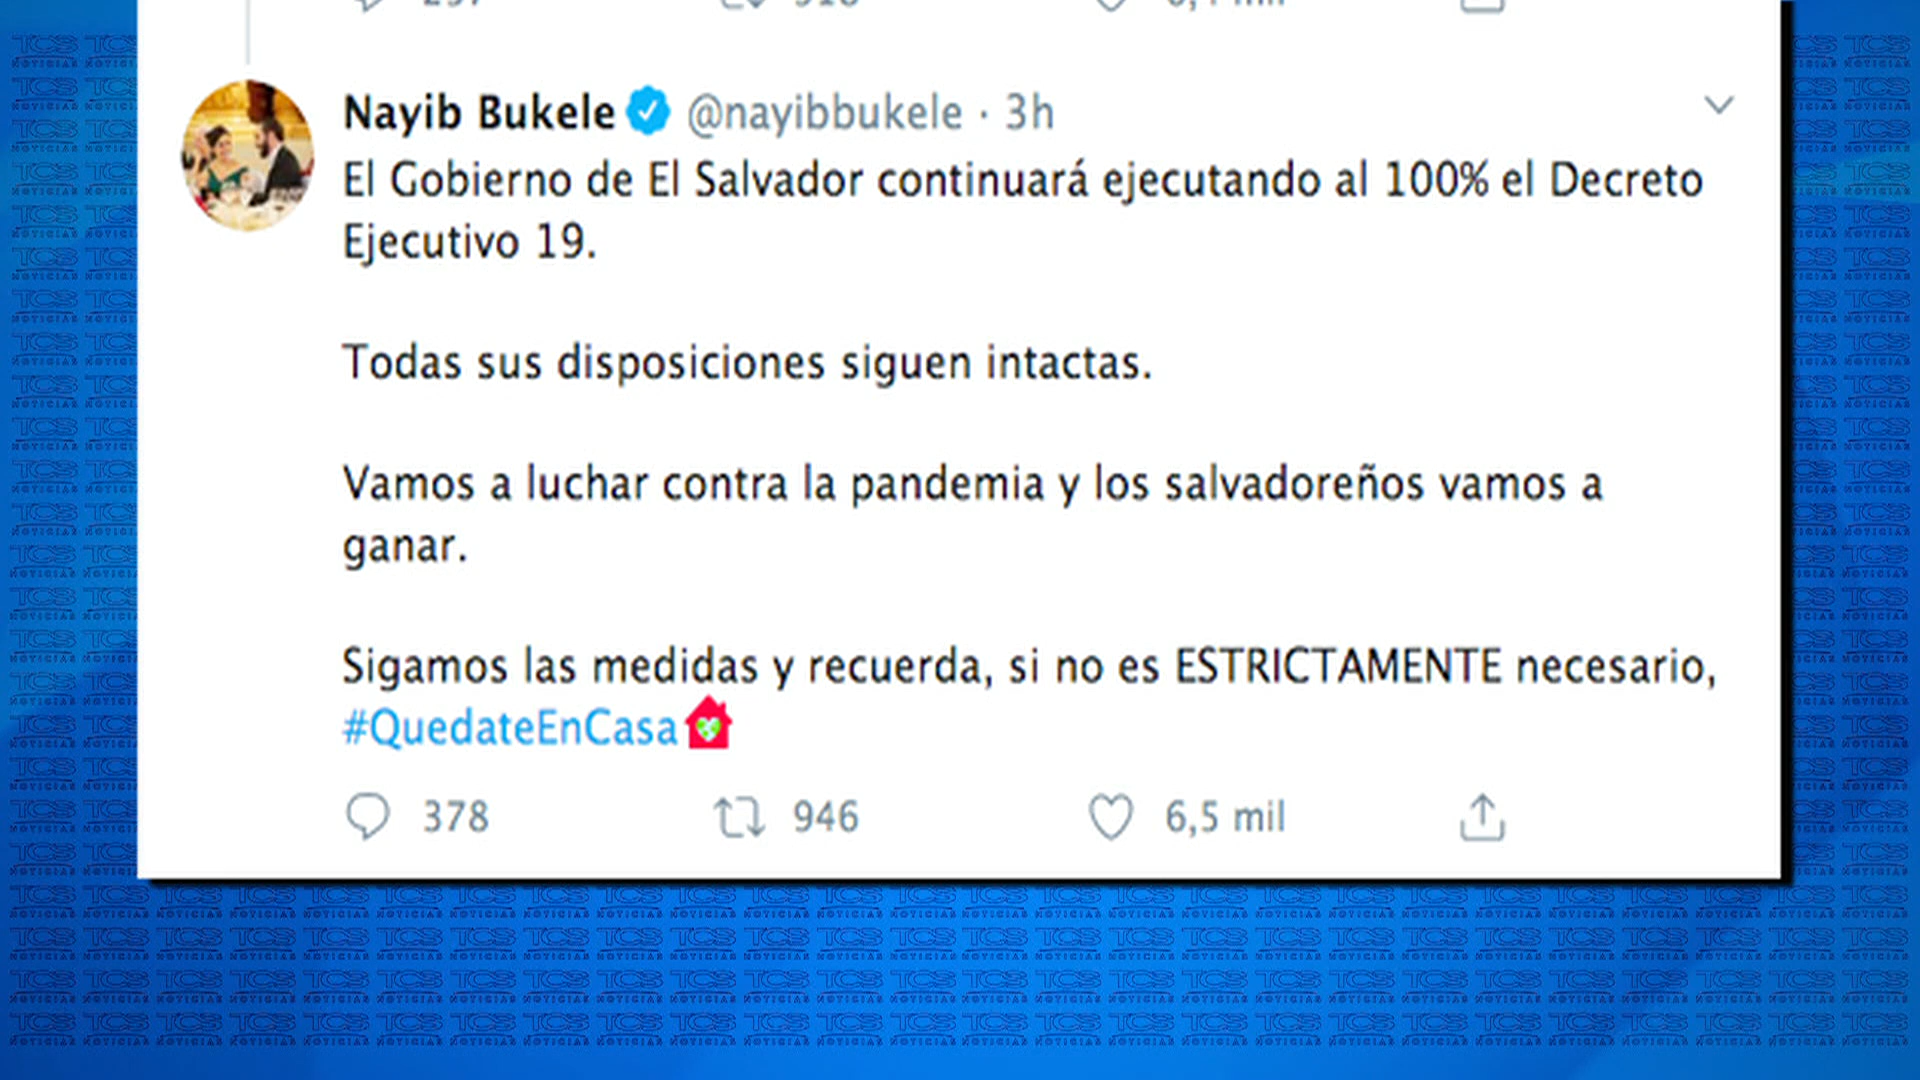 Nayib Bukele @nayibbukele · 3h
El Gobierno de El Salvador continuará ejecutando al 100% el Decreto
Ejecutivo 19.
Todas sus disposiciones siguen intactas.
Vamos a luchar contra la pandemia y los salvadoreños vamos a
ganar.
Sigamos las medidas y recuerda, si no es ESTRICTAMENTE necesario,
#QuedateEnCasa
378 946 6,5 mil
TCS NOTICIAS